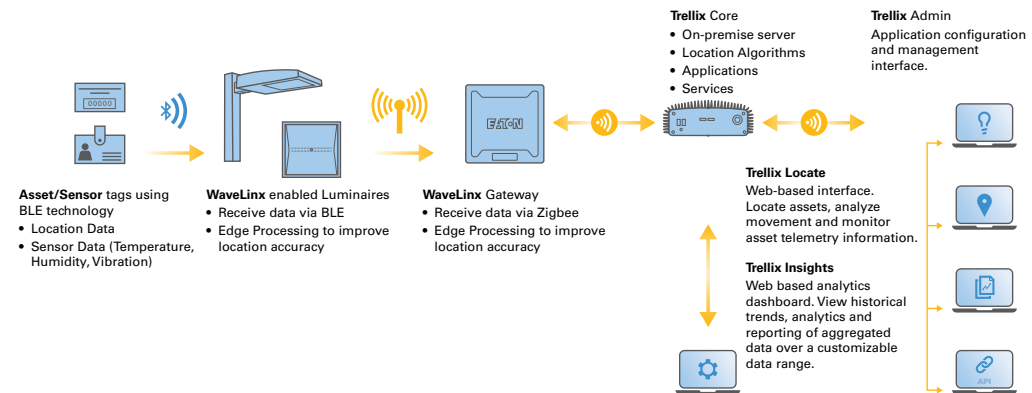 Trellix Core
• On-premise server
• Location Algorithms
• Applications
• Services
Trellix Admin
Application configuration
and management
interface.
00000
EATON
Asset/Sensor tags using
BLE technology
• Location Data
• Sensor Data (Temperature,
Humidity, Vibration)
WaveLinx enabled Luminaires
• Receive data via BLE
• Edge Processing to improve
location accuracy
WaveLinx Gateway
• Receive data via Zigbee
• Edge Processing to improve
location accuracy
Trellix Locate
Web-based interface.
Locate assets, analyze
movement and monitor
asset telemetry information.
Trellix Insights
Web based analytics
dashboard. View historical
trends, analytics and
reporting of aggregated
data over a customizable
data range.
API